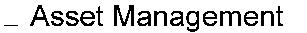 _ Asset Management